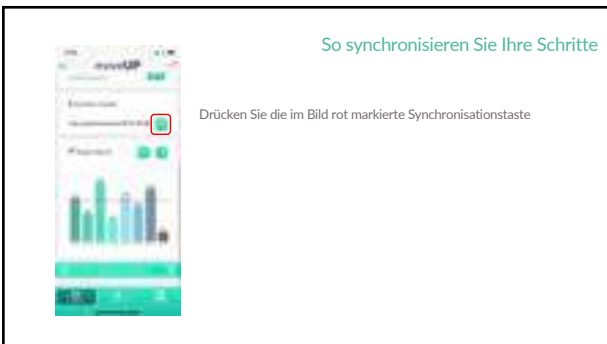 So synchronisieren Sie Ihre Schritte
moveUP
Drücken Sie die im Bild rot markierte Synchronisationstaste